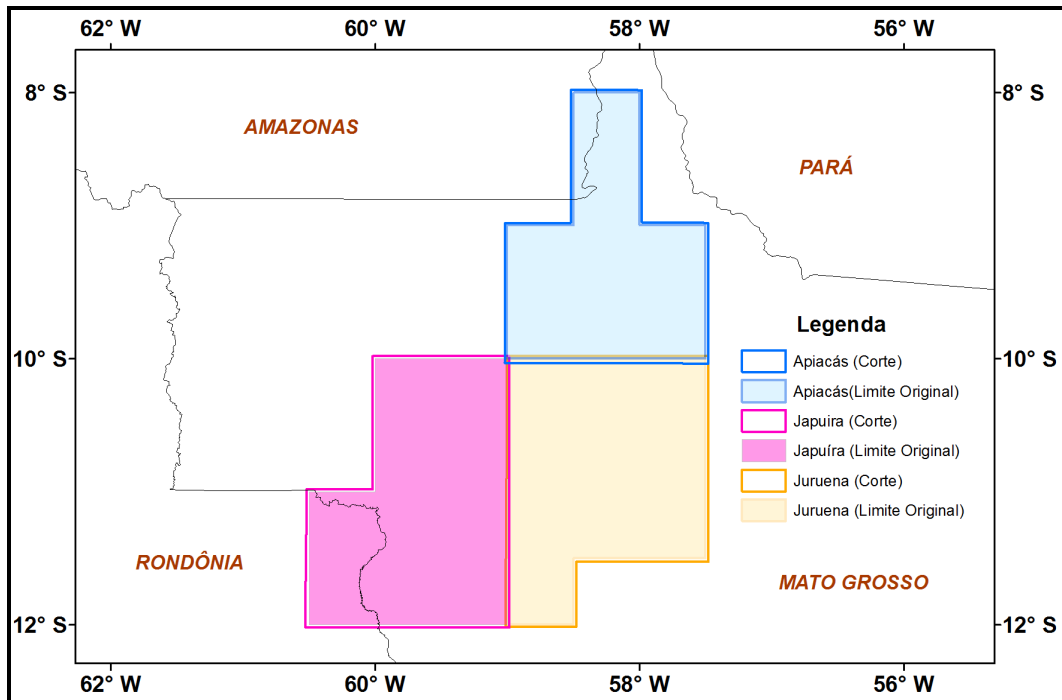 62° W 60° W 58° W 56° W
8° S 8° S
AMAZONAS
PARÁ
Legenda
10° S 10° S
Apiacás (Corte)
Apiacás(Limite Original)
Japuira (Corte)
Japuíra (Limite Original)
Juruena (Corte)
Juruena (Limite Original)
RONDÔNIA
MATO GROSSO
12° S 12° S
62° W 60° W 58° W 56° W